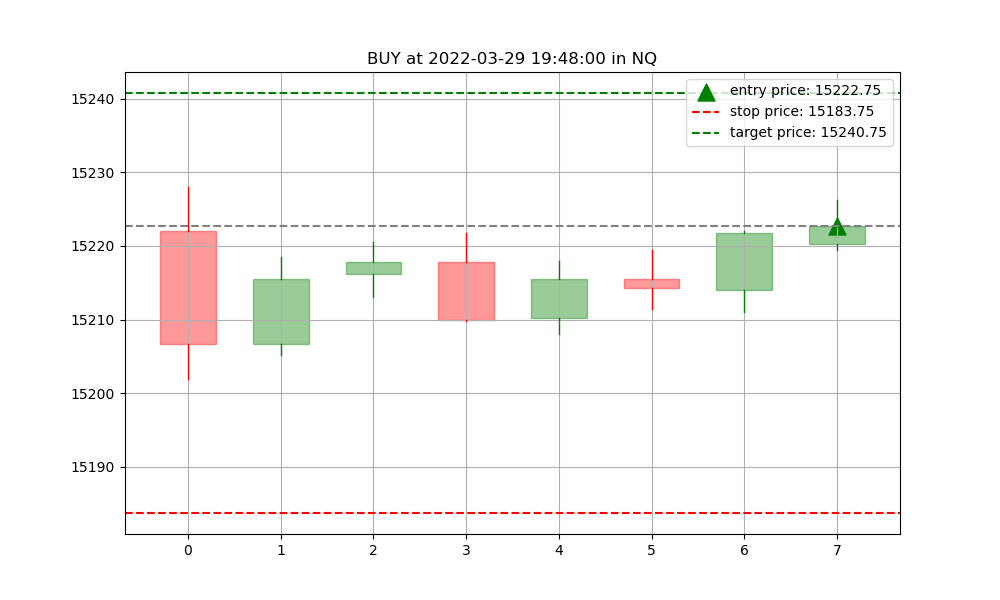 BUY at 2022-03-29 19:48:00 in NQ
entry price: 15222.75
stop price: 15183.75
target price: 15240.75
15240
15230
15220
15210
15200
15190
0 1 2 3 4 5 6 7